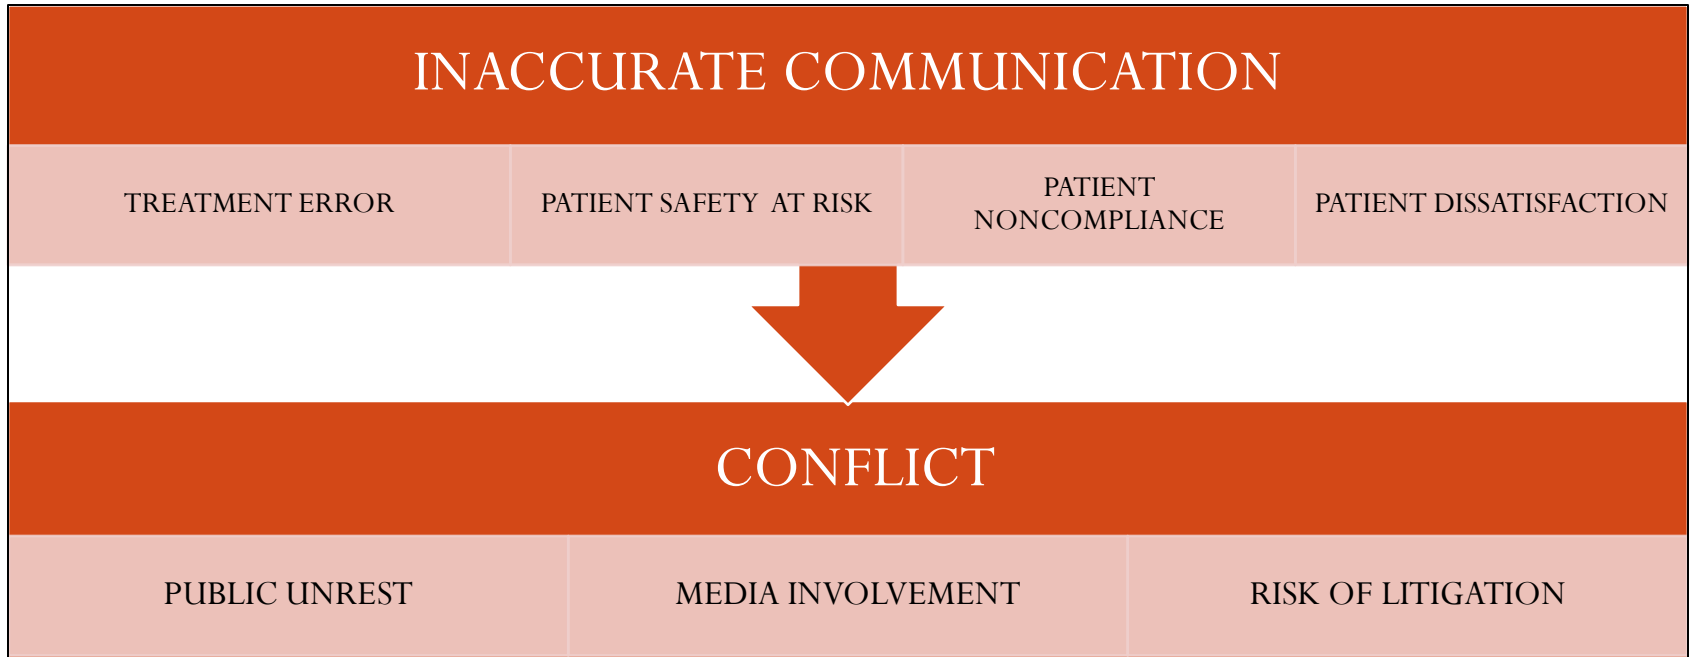 INACCURATE COMMUNICATION
TREATMENT ERROR
PATIENT SAFETY AT RISK
PATIENT
NONCOMPLIANCE
PATIENT DISSATISFACTION
CONFLICT
PUBLIC UNREST
MEDIA INVOLVEMENT
RISK OF LITIGATION